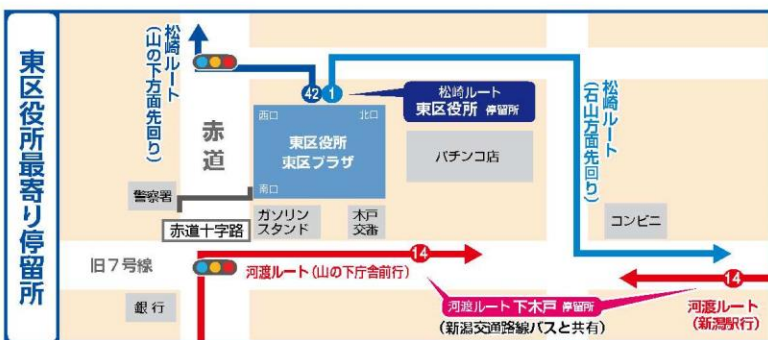 東区役所最寄り停留所
松崎ルート
(山の下方面先回り)
赤道
42
1
松崎ルート
東区役所 停留所
松崎ルート
(石山方面先回り)
西口
北口
東区役所
東区プラザ
南口
パチンコ店
警察署
赤道十字路
ガソリン
スタンド
木戸
交番
コンビニ
旧7号線
14
河渡ルート(山の下庁舎前行)
14
銀行
河渡ルート 下木戸 停留所
(新潟交通路線バスと共有)
河渡ルート
(新潟駅行)